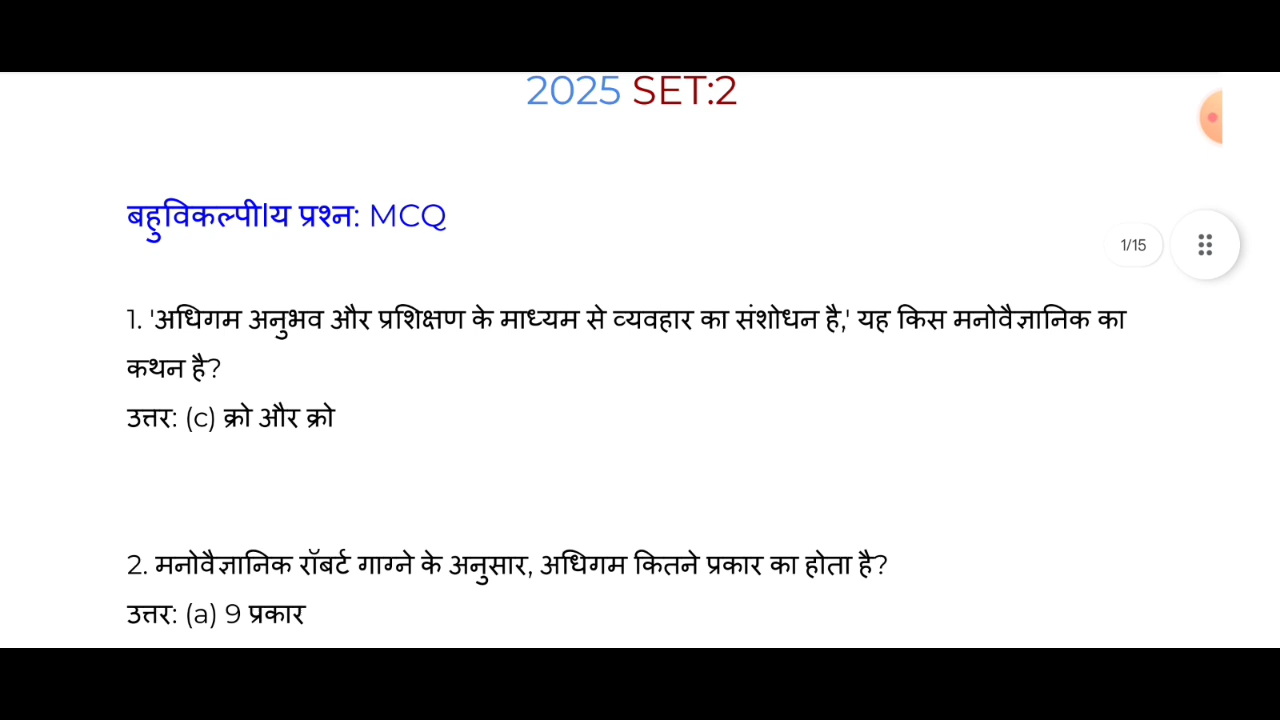 2025 SET:2
बहुविकल्पीlय प्रश्न: MCQ
1/15
1. 'अधिगम अनुभव और प्रशिक्षण के माध्यम से व्यवहार का संशोधन है,' यह किस मनोवैज्ञानिक का
कथन है?
उत्तर: (c) क्रो और क्रो
2. मनोवैज्ञानिक रॉबर्ट गाग्ने के अनुसार, अधिगम कितने प्रकार का होता है?
उत्तर: (a) 9 प्रकार